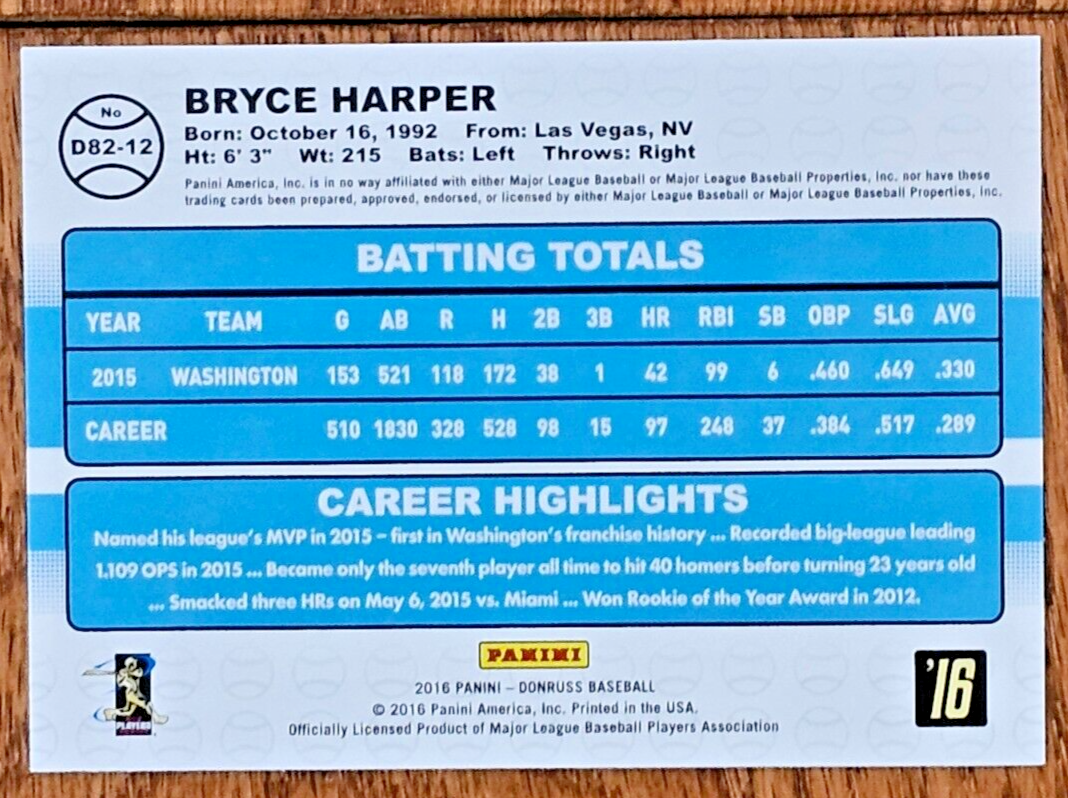 No
D82-12
BRYCE HARPER
Born: October 16, 1992 From: Las Vegas, NV
Ht: 6' 3" Wt: 215 Bats: Left Throws: Right
Panini America, Inc. is in no way affiliated with either Major League Baseball or Major League Baseball Properties, Inc. nor have these
trading cards been prepared, approved, endorsed, or licensed by either Major League Baseball or Major League Baseball Properties, Inc.
BATTING TOTALS
YEAR TEAM G AB R H 2B 3B HR RBI SB OBP SLG AVG
2015 WASHINGTON 153 521 118 172 38 1 42 99 6 .460 .649 .330
CAREER 510 1830 328 528 98 15 97 248 37 .384 .517 .289
CAREER HIGHLIGHTS
Named his league's MVP in 2015 – first in Washington's franchise history ... Recorded big-league leading
1.109 OPS in 2015 ... Became only the seventh player all time to hit 40 homers before turning 23 years old
... Smacked three HRs on May 6, 2015 vs. Miami ... Won Rookie of the Year Award in 2012.
PANINI
2016 PANINI – DONRUSS BASEBALL
© 2016 Panini America, Inc. Printed in the USA.
Officially Licensed Product of Major League Baseball Players Association
PLAYERS
'16